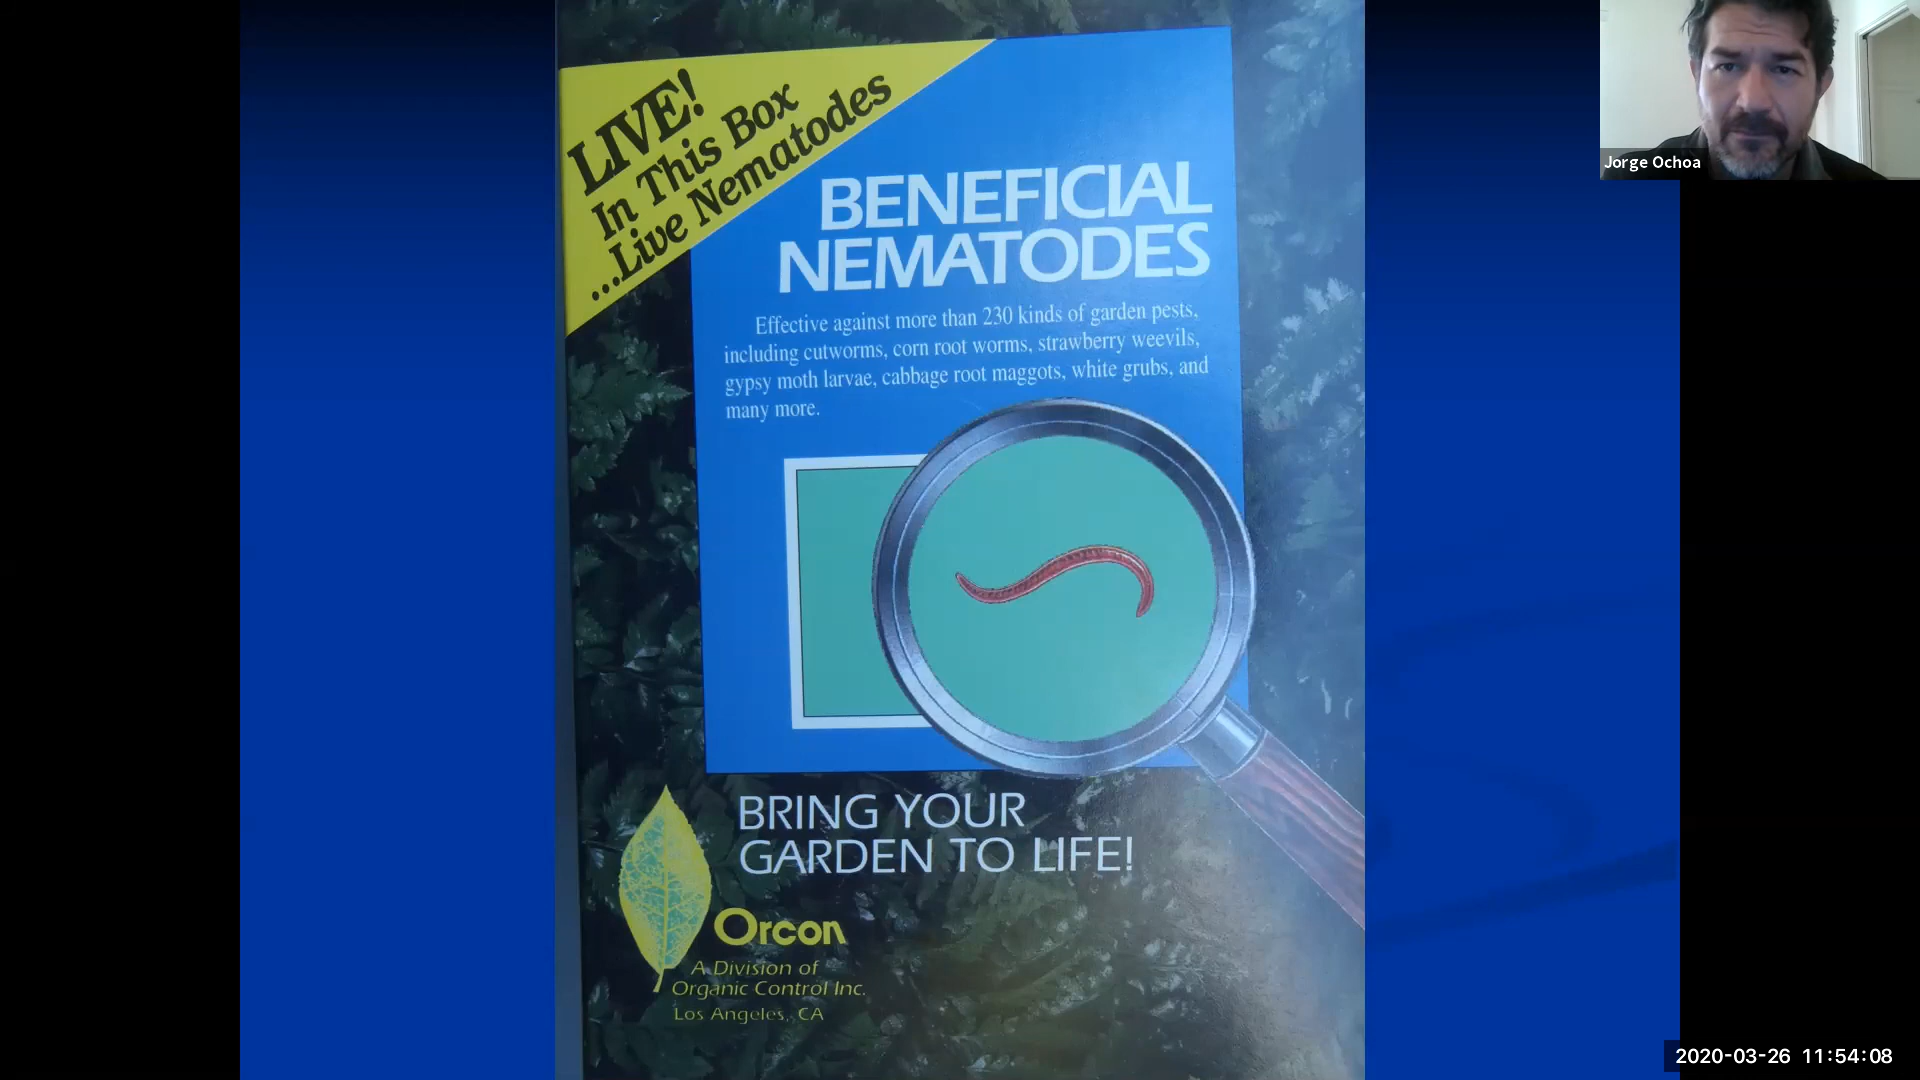 LIVE!
In This Box
...Live Nematodes
BENEFICIAL
NEMATODES
Effective against more than 230 kinds of garden pests,
including cutworms, corn root worms, strawberry weevils,
gypsy moth larvae, cabbage root maggots, white grubs, and
many more.
BRING YOUR
GARDEN TO LIFE!
Orcon
A Division of
Organic Control Inc.
Los Angeles, CA
Jorge Ochoa
2020-03-26 11:54:08